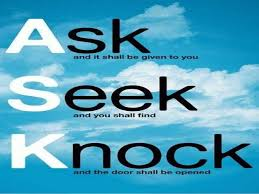 Ask
and it shall be given to you
Seek
and you shall find
Knock
and the door shall be opened